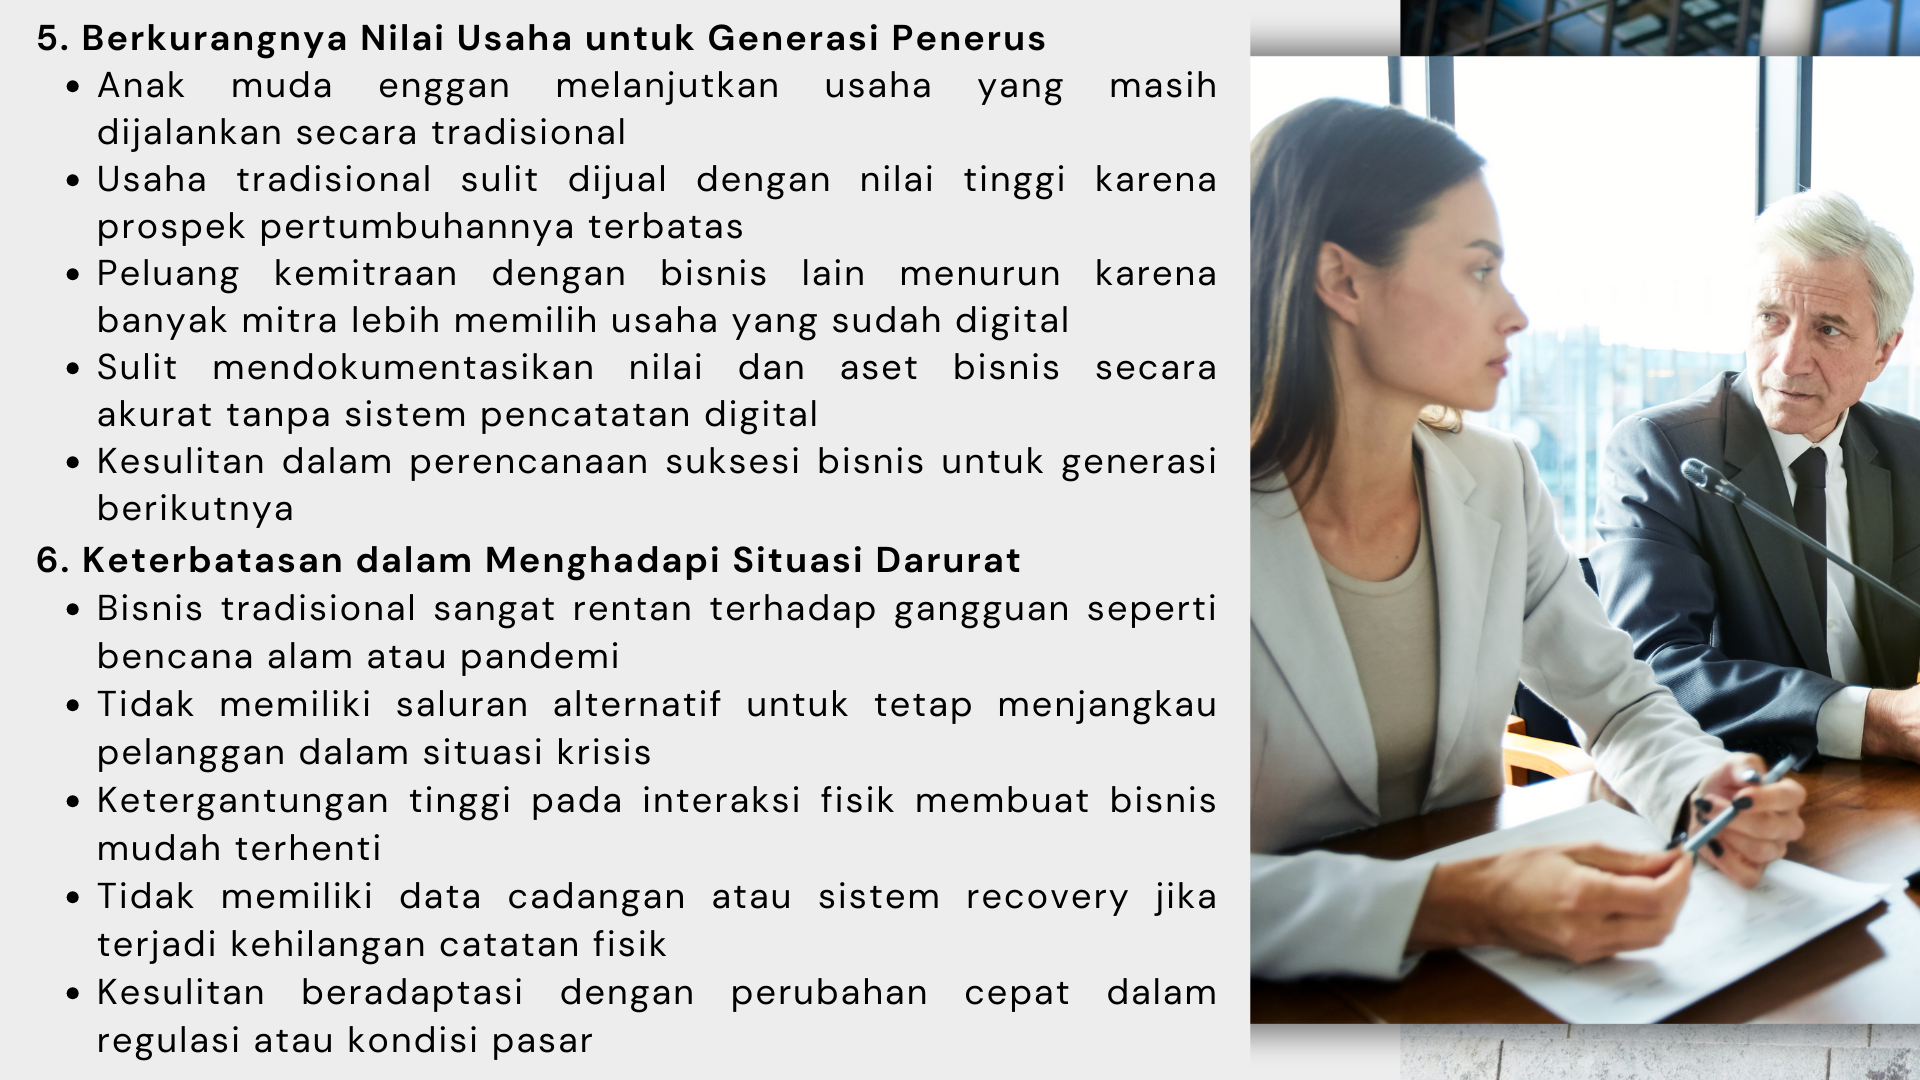 5. Berkurangnya Nilai Usaha untuk Generasi Penerus
• Anak muda enggan melanjutkan usaha yang masih
dijalankan secara tradisional
• Usaha tradisional sulit dijual dengan nilai tinggi karena
prospek pertumbuhannya terbatas
• Peluang kemitraan dengan bisnis lain menurun karena
banyak mitra lebih memilih usaha yang sudah digital
• Sulit mendokumentasikan nilai dan aset bisnis secara
akurat tanpa sistem pencatatan digital
• Kesulitan dalam perencanaan suksesi bisnis untuk generasi
berikutnya
6. Keterbatasan dalam Menghadapi Situasi Darurat
• Bisnis tradisional sangat rentan terhadap gangguan seperti
bencana alam atau pandemi
• Tidak memiliki saluran alternatif untuk tetap menjangkau
pelanggan dalam situasi krisis
• Ketergantungan tinggi pada interaksi fisik membuat bisnis
mudah terhenti
• Tidak memiliki data cadangan atau sistem recovery jika
terjadi kehilangan catatan fisik
• Kesulitan beradaptasi dengan perubahan cepat dalam
regulasi atau kondisi pasar